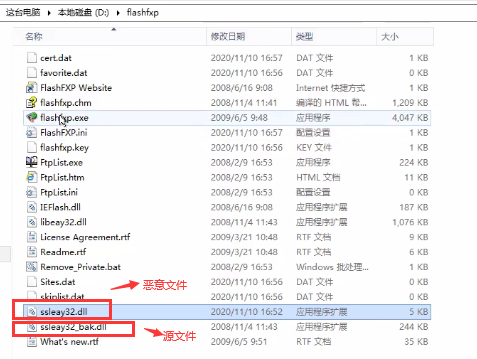 这台电脑 › 本地磁盘 (D:) › flashfxp
名称 修改日期 类型 大小
cert.dat 2020/11/10 16:57 DAT 文件 1 KB
favorite.dat 2020/11/10 16:56 DAT 文件 1 KB
FlashFXP Website 2008/6/16 9:08 Internet 快捷方式 1 KB
flashfxp.chm 2008/11/4 11:41 编译的 HTML 帮... 1,209 KB
flashfxp.exe 2009/6/5 9:48 应用程序 4,047 KB
FlashFXP.ini 2020/11/10 16:57 配置设置 1 KB
flashfxp.key 2020/11/10 16:56 KEY 文件 1 KB
FtpList.exe 2008/2/9 16:53 应用程序 224 KB
FtpList.htm 2008/2/9 16:53 HTML 文档 11 KB
FtpList.ini 2008/2/9 16:53 配置设置 1 KB
IEFlash.dll 2008/6/16 9:08 应用程序扩展 187 KB
libeay32.dll 2008/11/4 11:43 应用程序扩展 1,076 KB
License Agreement.rtf 2009/3/21 10:48 RTF 文档 9 KB
Readme.rtf 2009/3/21 10:48 RTF 文档 6 KB
Remove_Private.bat 2008/2/9 16:53 Windows 批处理... 1 KB
Sites.dat 2020/11/10 16:56 DAT 文件 1 KB
恶意文件
skinlist.dat 2020/11/10 16:56 DAT 文件 1 KB
ssleay32.dll 2020/11/10 16:52 应用程序扩展 5 KB
ssleay32_bak.dll 2008/11/4 11:43 应用程序扩展 244 KB
源文件
What's new.rtf 2009/6/5 9:51 RTF 文档 35 KB